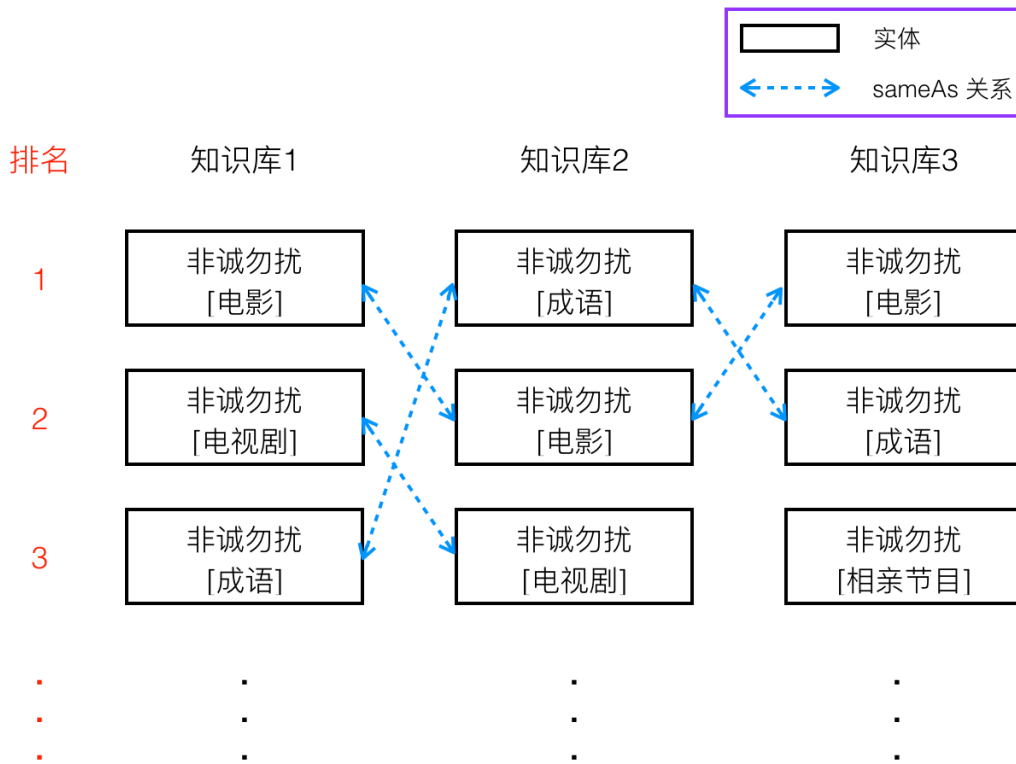 实体
sameAs 关系
排名
知识库1
知识库2
知识库3
1
非诚勿扰
[电影]
非诚勿扰
[成语]
非诚勿扰
[电影]
2
非诚勿扰
[电视剧]
非诚勿扰
[电影]
非诚勿扰
[成语]
3
非诚勿扰
[成语]
非诚勿扰
[电视剧]
非诚勿扰
[相亲节目]